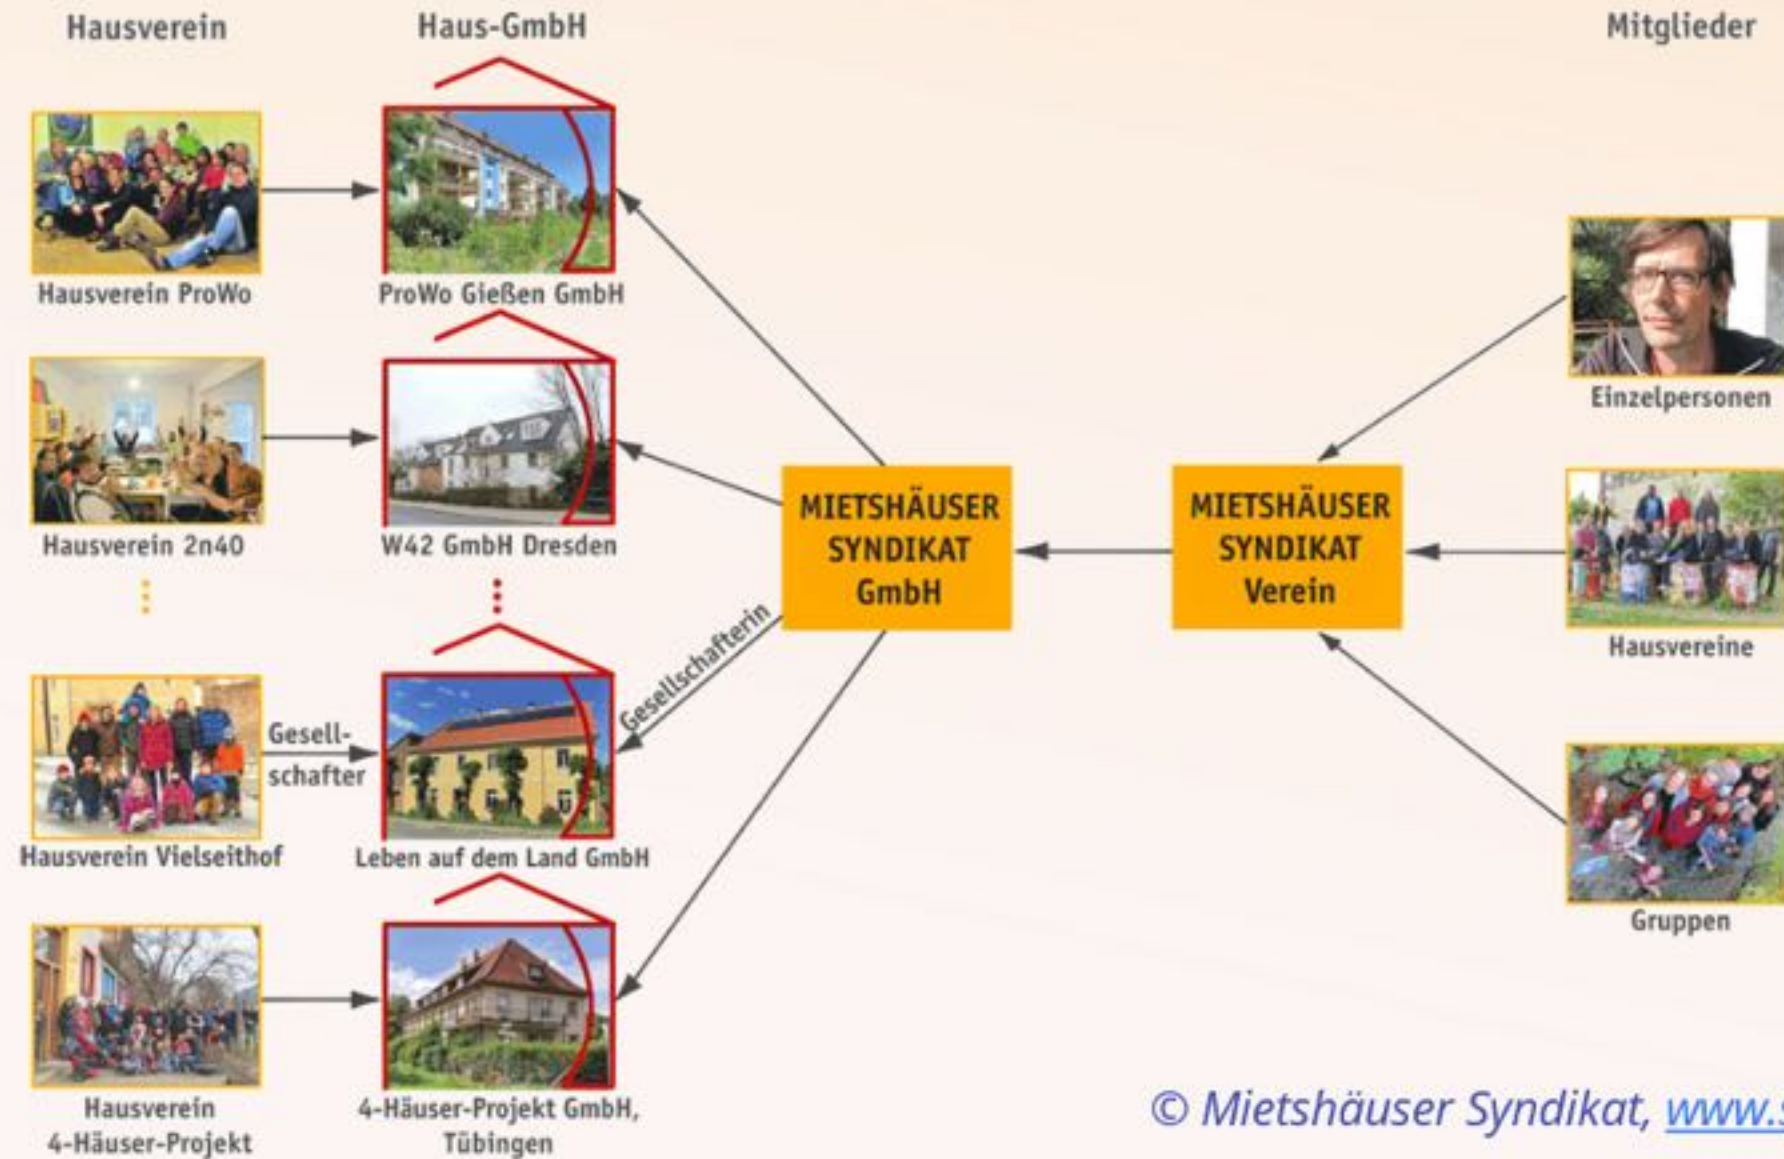 Hausverein
Haus-GmbH
Mitglieder
Hausverein ProWo
ProWo Gießen GmbH
Hausverein 2n40
W42 GmbH Dresden
Gesell-
schafter
Gesellschafterin
Hausverein Vielseithof
Leben auf dem Land GmbH
Hausverein
4-Häuser-Projekt
4-Häuser-Projekt GmbH,
Tübingen
MIETSHÄUSER
SYNDIKAT
GmbH
MIETSHÄUSER
SYNDIKAT
Verein
Einzelpersonen
Hausvereine
Gruppen
© Mietshäuser Syndikat, www.s